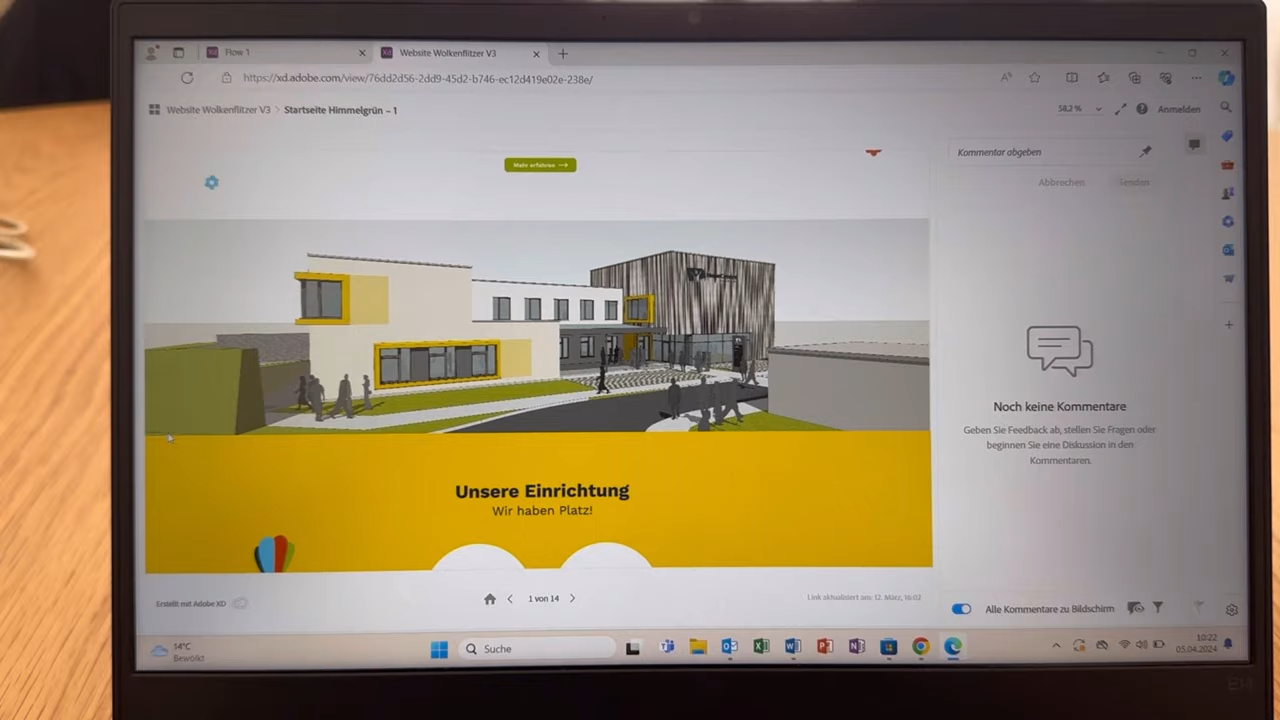 Flow 1
Website Wolkenflitzer V3
https://xd.adobe.com/view/76dd2d56-2dd9-45d2-b746-ec12d419e02e-238e/
Website Wolkenflitzer V3 > Startseite Himmelgrün – 1
58,2 %
Anmelden
Mehr erfahren
Kommentar abgeben
Abbrechen
Senden
Noch keine Kommentare
Geben Sie Feedback ab, stellen Sie Fragen oder
beginnen Sie eine Diskussion in den
Kommentaren.
Unsere Einrichtung
Wir haben Platz!
Erstellt mit Adobe XD
1 von 14
Link aktualisiert am: 12. März, 16:02
Alle Kommentare zu Bildschirm
14°C
Bewölkt
Suche
10:22
05.04.2024